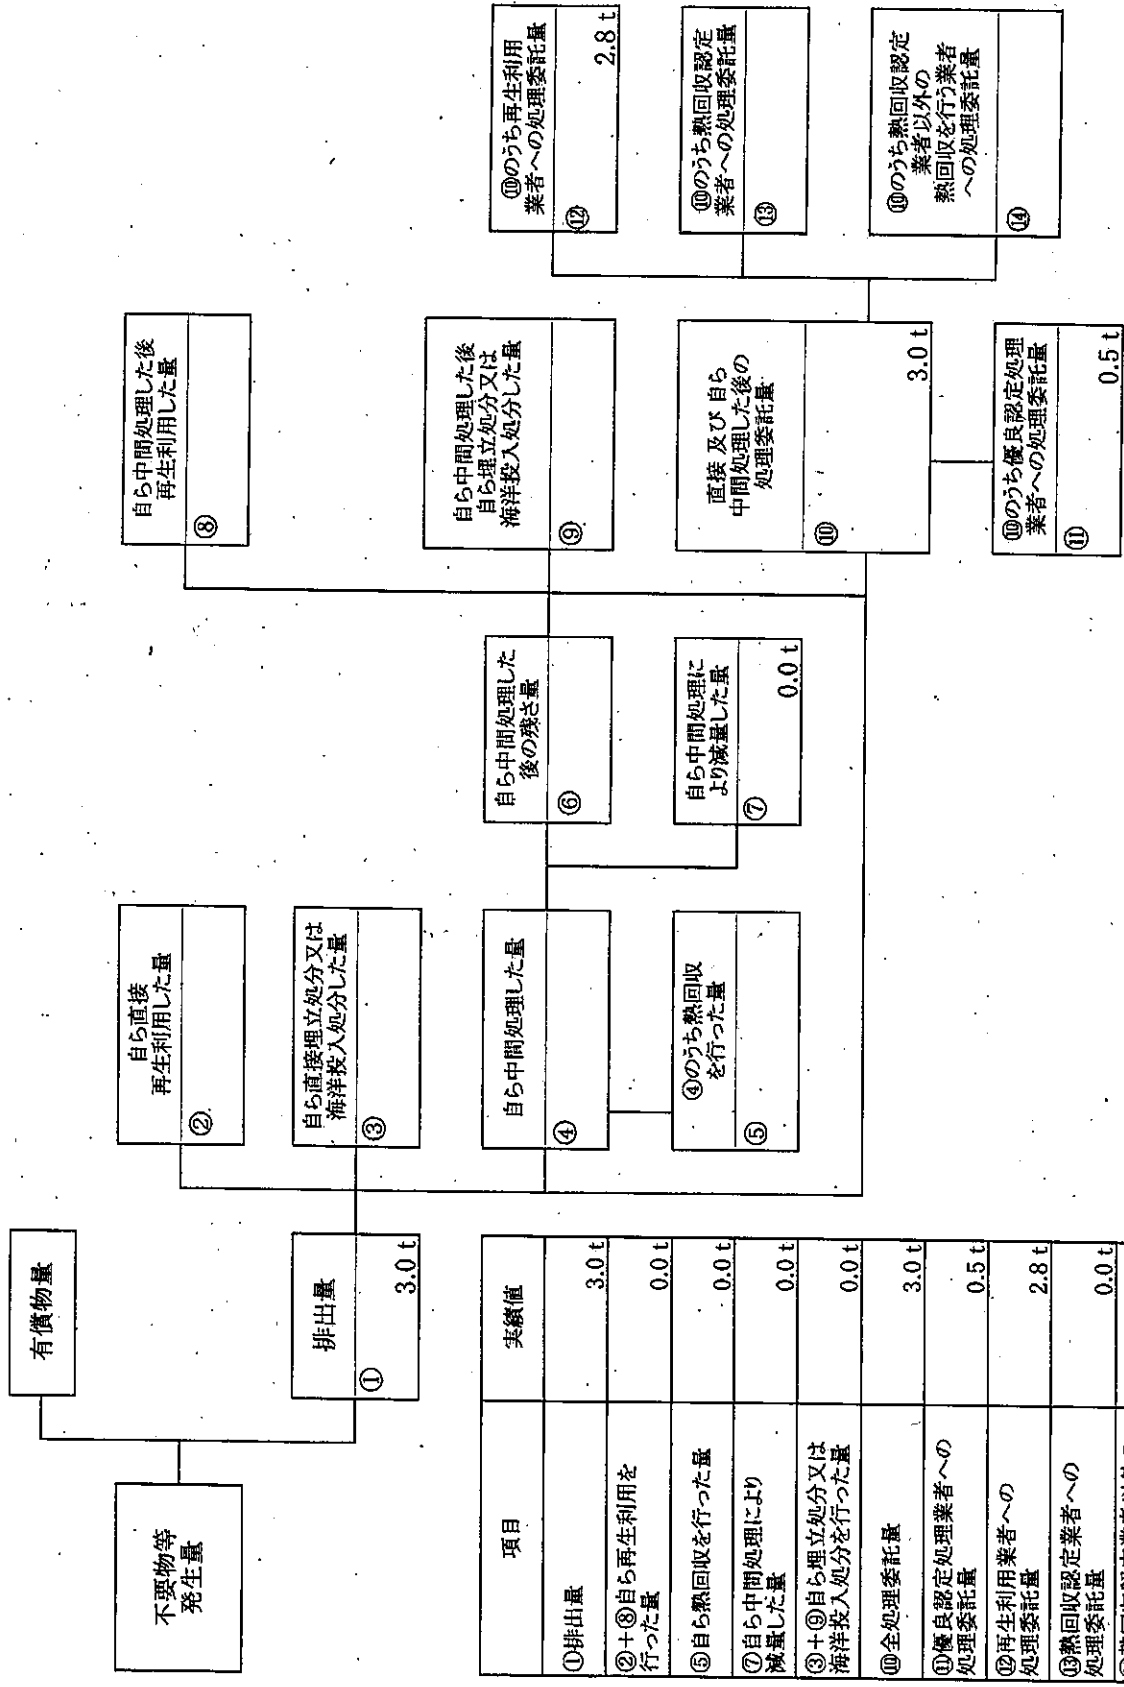 不要物等
発生量
有償物量
排出量
①
3.0 t
自ら直接
再生利用した量
②
自ら直接埋立処分又は
海洋投入処分した量
③
自ら中間処理した量
④
④のうち熱回収
を行った量
⑤
自ら中間処理した
後の残さ量
⑥
自ら中間処理に
より減量した量
⑦
0.0 t
自ら中間処理した後
再生利用した量
⑧
自ら中間処理した後
自ら埋立処分又は
海洋投入処分した量
⑨
直接 及び 自ら
中間処理した後の
処理委託量
⑩
3.0 t
⑩のうち優良認定処理
業者への処理委託量
⑪
0.5 t
⑩のうち再生利用
業者への処理委託量
⑫
2.8 t
⑩のうち熱回収認定
業者への処理委託量
⑬
⑩のうち熱回収認定
業者以外の
熱回収を行う業者
への処理委託量
⑭
項目 実績値
①排出量 3.0 t
②+⑧自ら再生利用を
行った量 0.0 t
⑤自ら熱回収を行った量 0.0 t
⑦自ら中間処理により
減量した量 0.0 t
③+⑨自ら埋立処分又は
海洋投入処分を行った量 0.0 t
⑩全処理委託量 3.0 t
⑪優良認定処理業者への
処理委託量 0.5 t
⑫再生利用業者への
処理委託量 2.8 t
⑬熱回収認定業者への
処理委託量 0.0 t